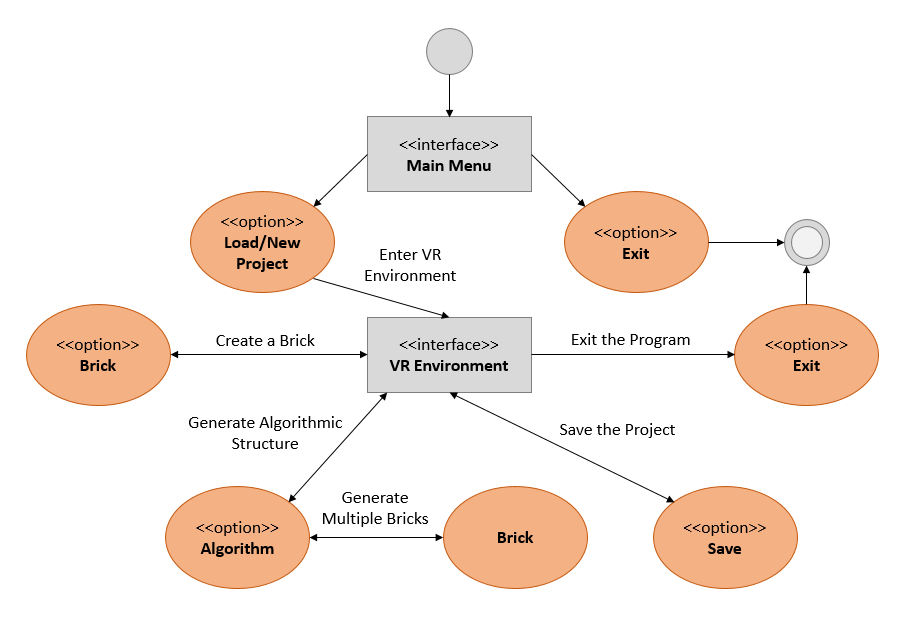 <<interface>>
Main Menu
<<option>>
Load/New
Project
<<option>>
Exit
Enter VR
Environment
<<option>>
Brick
Create a Brick
<<interface>>
VR Environment
Exit the Program
<<option>>
Exit
Generate Algorithmic
Structure
Save the Project
<<option>>
Algorithm
Generate
Multiple Bricks
Brick
<<option>>
Save